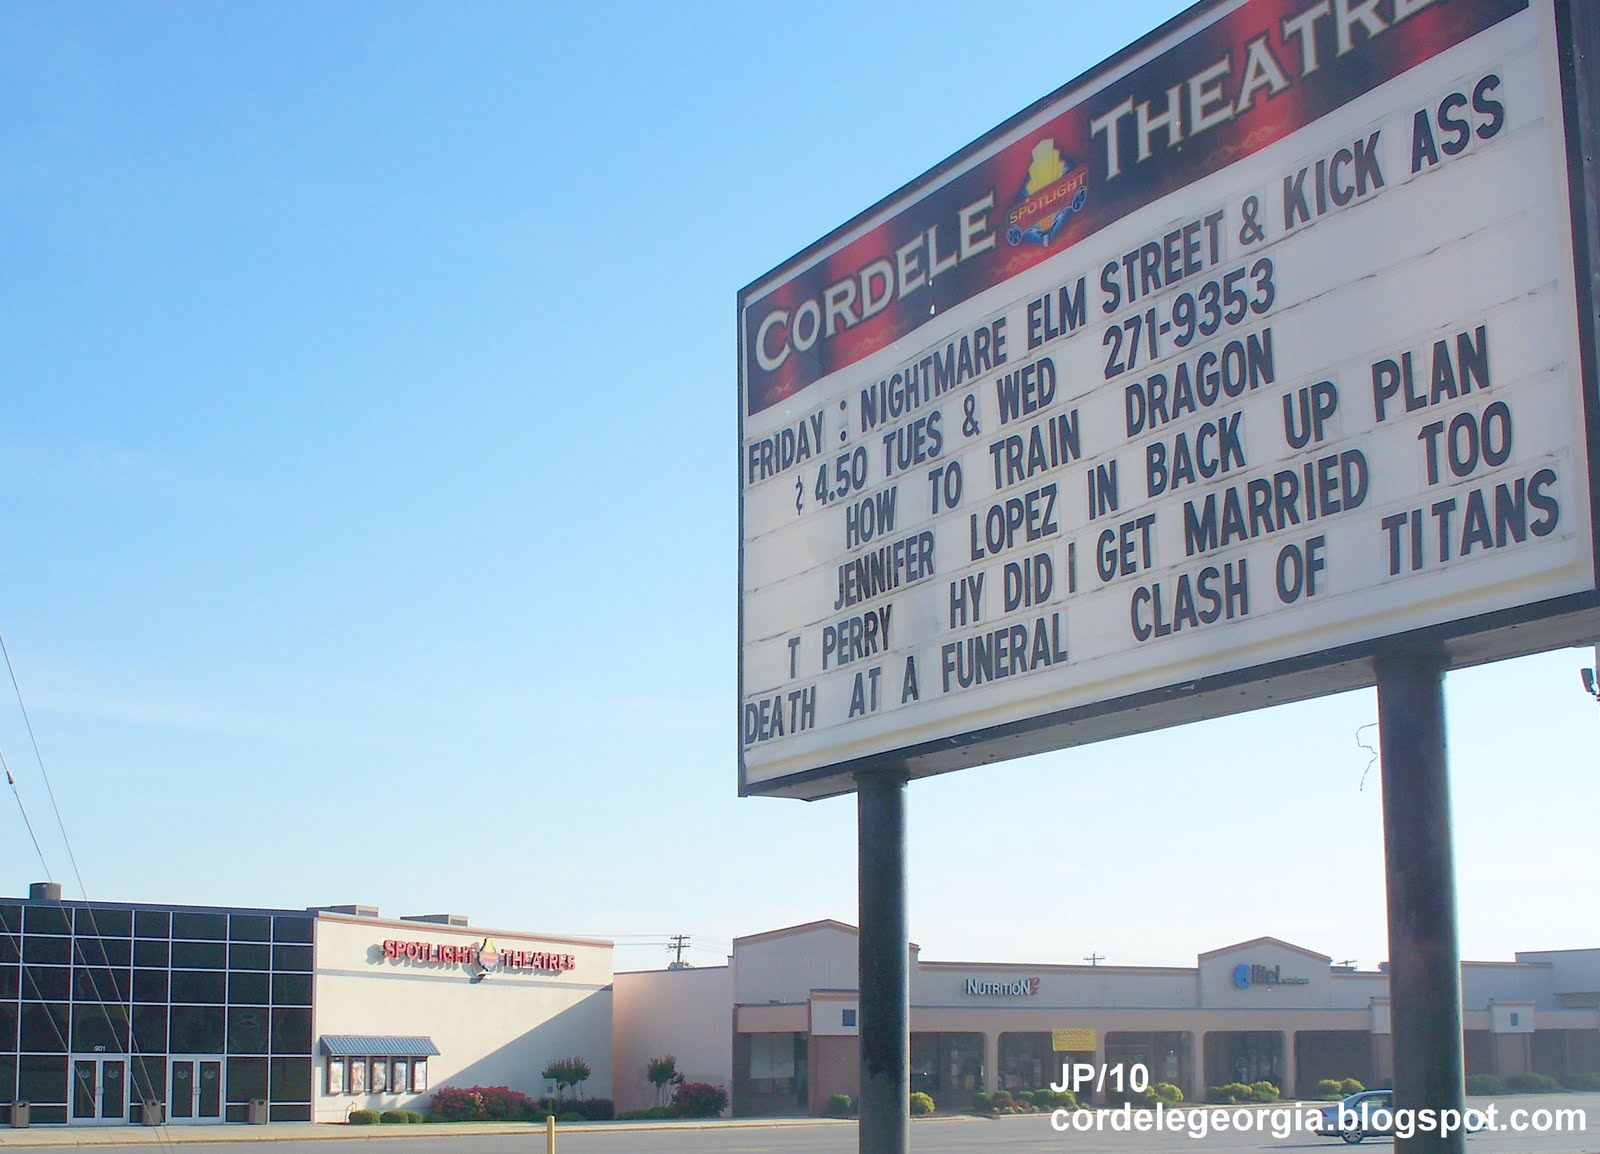 CORDELE SPOTLIGHT THEATRE
FRIDAY : NIGHTMARE ELM STREET & KICK ASS
4.50 TUES & WED 271-9353
HOW TO TRAIN DRAGON
JENNIFER LOPEZ IN BACK UP PLAN
T PERRY HY DID I GET MARRIED TOO
DEATH AT A FUNERAL CLASH OF TITANS
SPOTLIGHT THEATRES
NUTRITION
wireless
901
JP/10
cordelegeorgia.blogspot.com